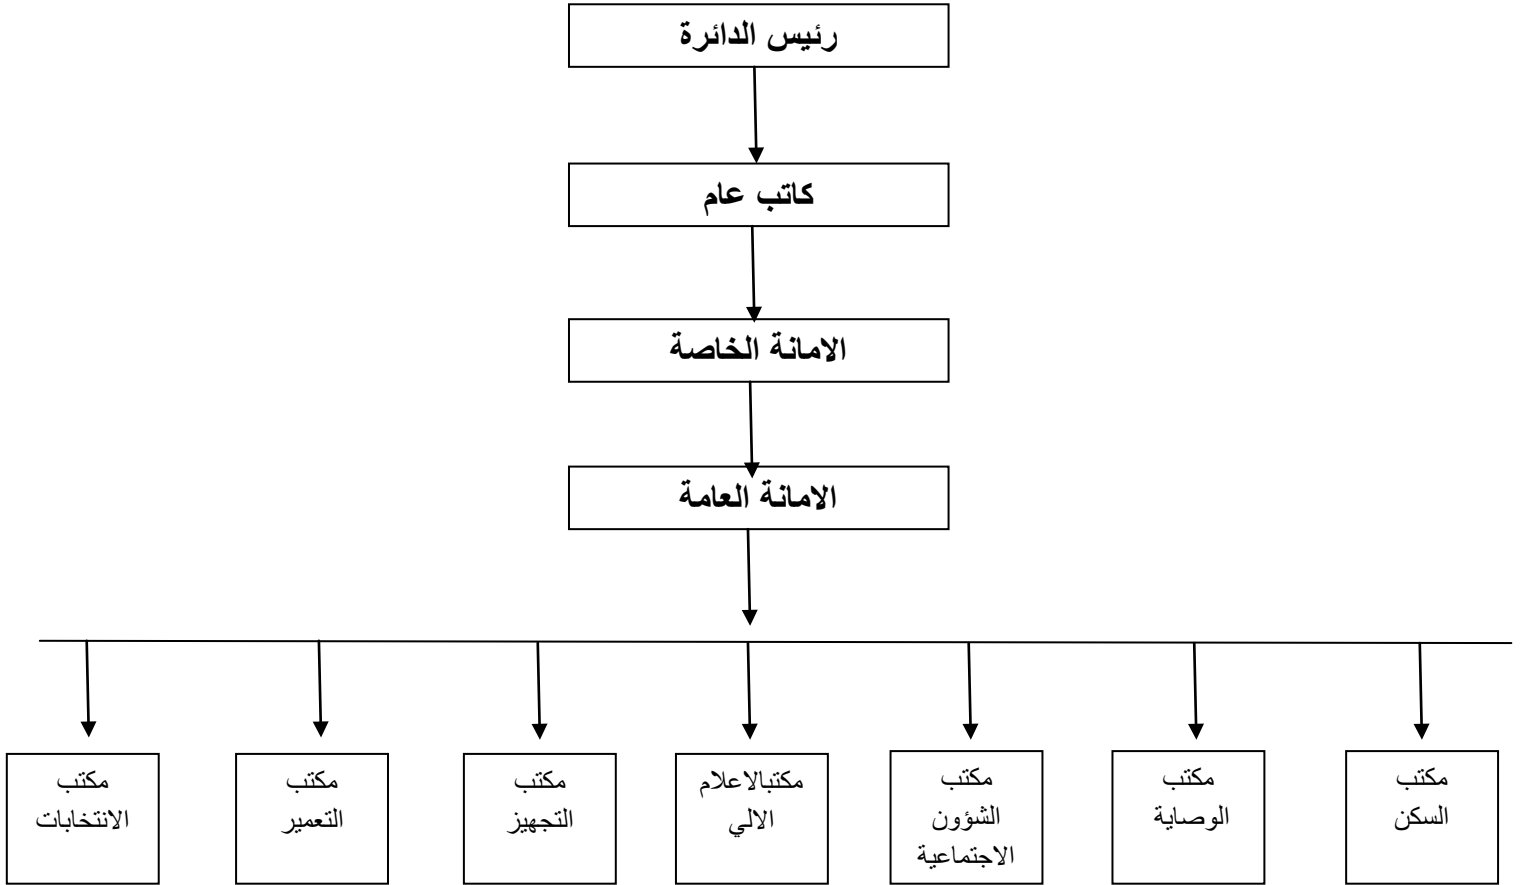 رئيس الدائرة
كاتب عام
الامانة الخاصة
الامانة العامة
مكتب
السكن
مكتب
الوصاية
مكتب
الشؤون
الاجتماعية
مكتبالاعلام
الالي
مكتب
التجهيز
مكتب
التعمير
مكتب
الانتخابات